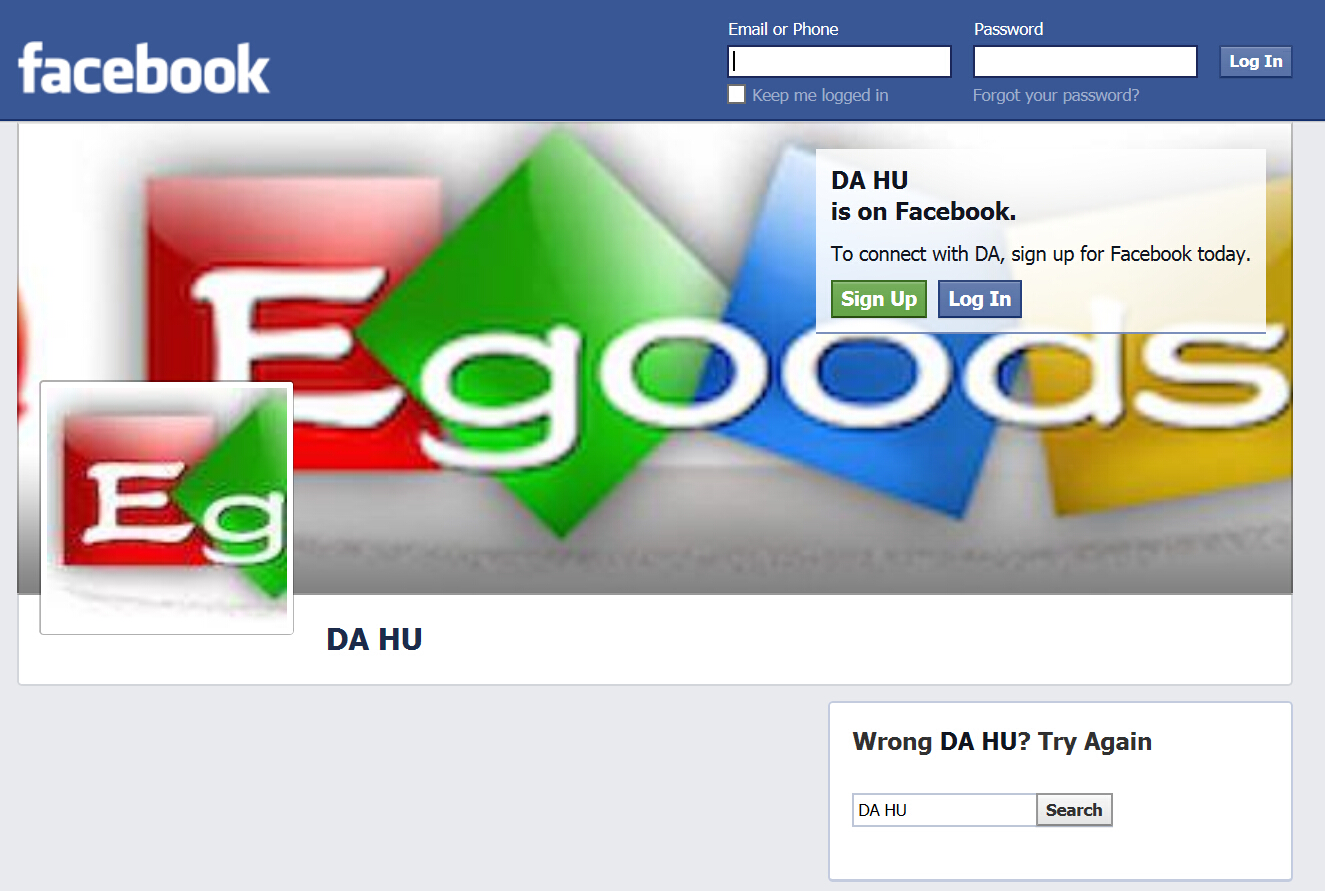 facebook
Email or Phone
Password
Log In
Keep me logged in
Forgot your password?
DA HU
is on Facebook.
To connect with DA, sign up for Facebook today.
Sign Up Log In
Egoods
Eg
DA HU
Wrong DA HU? Try Again
DA HU Search